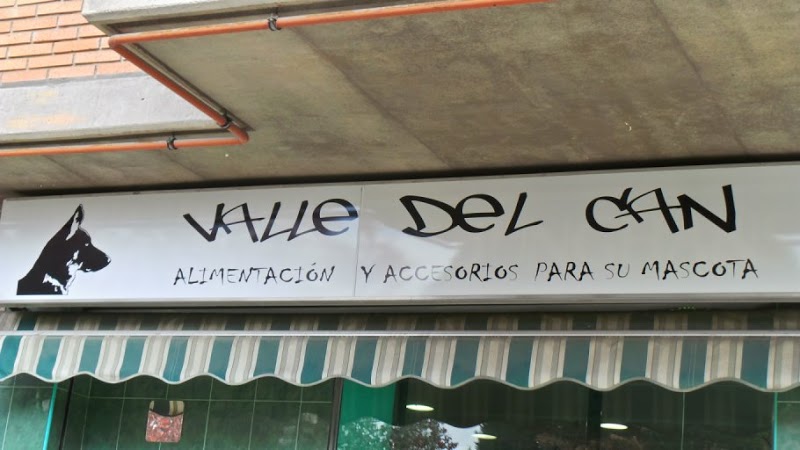 VALLE DEL CAN
ALIMENTACIÓN Y ACCESORIOS PARA SU MASCOTA